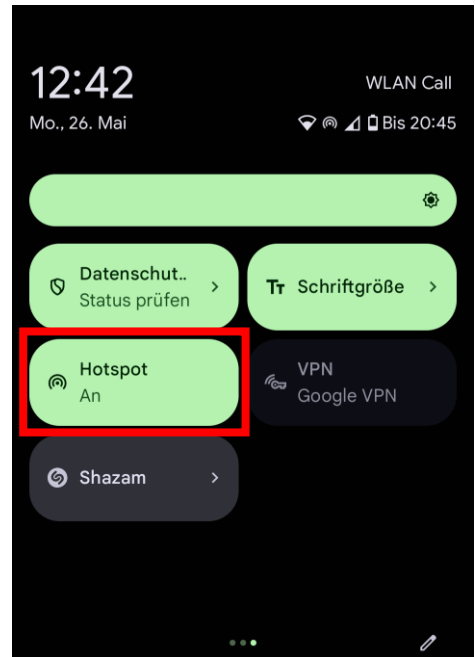 12:42
WLAN Call
Mo., 26. Mai
Bis 20:45
Datenschut..
Status prüfen
Tт Schriftgröße
Hotspot
An
VPN
Google VPN
Shazam